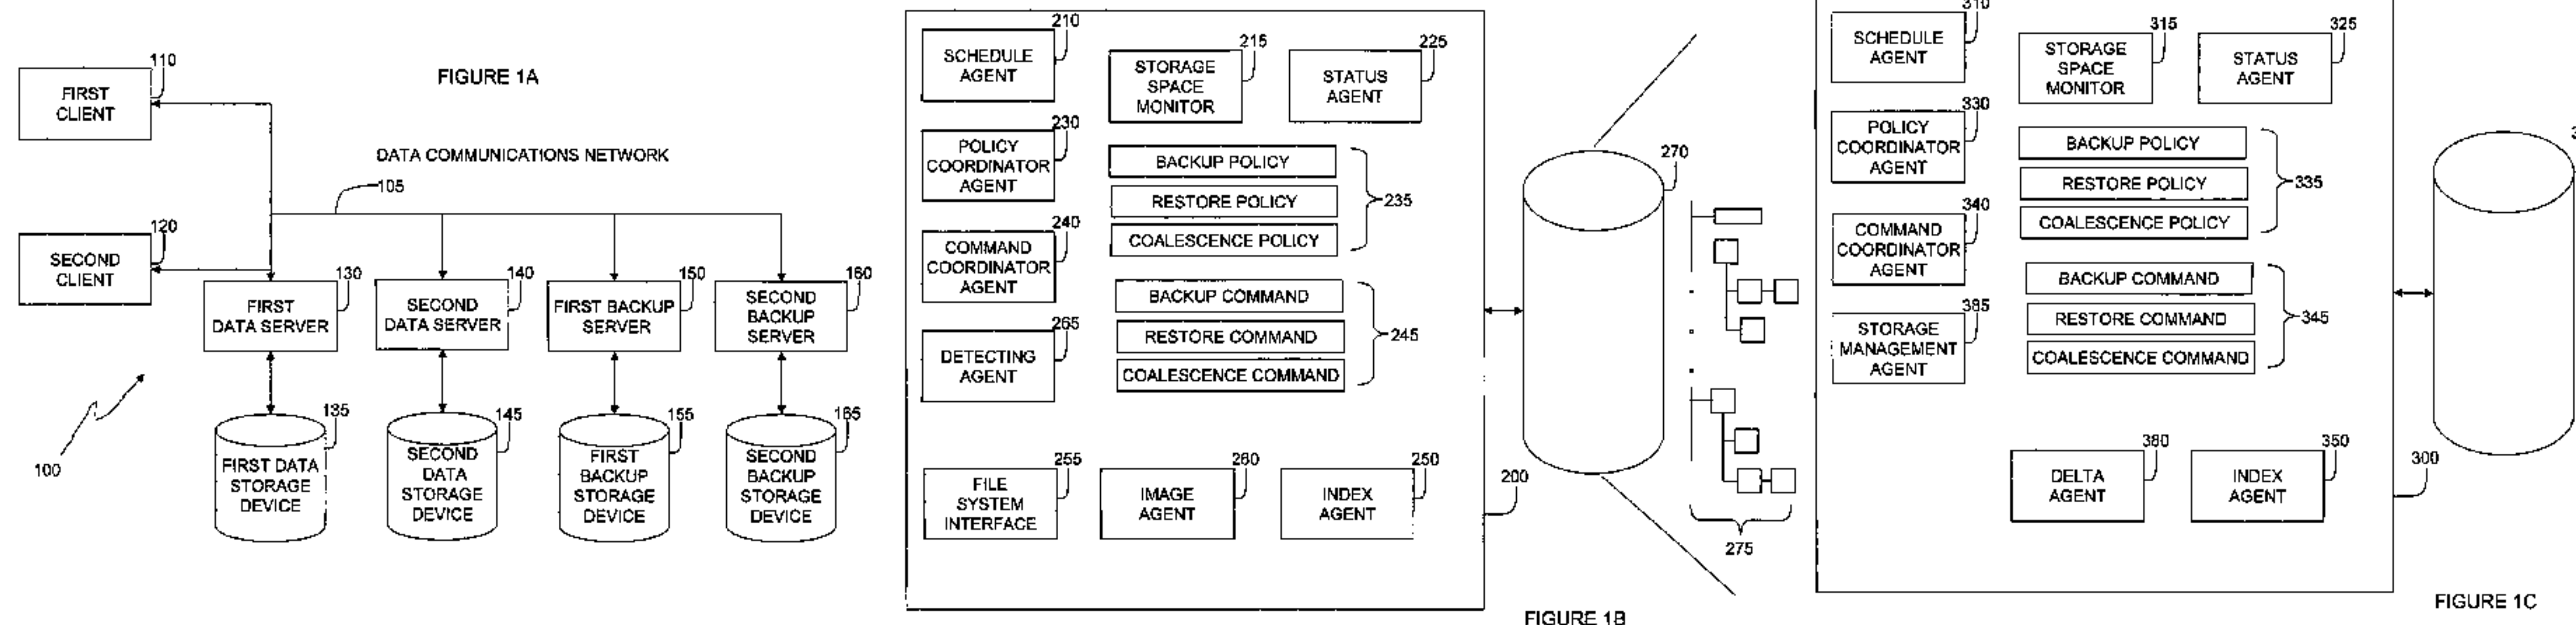 FIGURE 1A
110
FIRST
CLIENT
DATA COMMUNICATIONS NETWORK
105
120
SECOND
CLIENT
130
FIRST
DATA SERVER
140
SECOND
DATA SERVER
150
FIRST BACKUP
SERVER
160
SECOND
BACKUP
SERVER
100
135
FIRST DATA
STORAGE
DEVICE
145
SECOND
DATA
STORAGE
DEVICE
155
FIRST
BACKUP
STORAGE
DEVICE
165
SECOND
BACKUP
STORAGE
DEVICE
210
SCHEDULE
AGENT
215
STORAGE
SPACE
MONITOR
225
STATUS
AGENT
230
POLICY
COORDINATOR
AGENT
BACKUP POLICY
RESTORE POLICY
COALESCENCE POLICY
235
240
COMMAND
COORDINATOR
AGENT
BACKUP COMMAND
RESTORE COMMAND
COALESCENCE COMMAND
245
265
DETECTING
AGENT
255
FILE
SYSTEM
INTERFACE
260
IMAGE
AGENT
250
INDEX
AGENT
200
270
275
FIGURE 1B
310
SCHEDULE
AGENT
315
STORAGE
SPACE
MONITOR
325
STATUS
AGENT
330
POLICY
COORDINATOR
AGENT
BACKUP POLICY
RESTORE POLICY
COALESCENCE POLICY
335
340
COMMAND
COORDINATOR
AGENT
BACKUP COMMAND
RESTORE COMMAND
COALESCENCE COMMAND
345
385
STORAGE
MANAGEMENT
AGENT
380
DELTA
AGENT
350
INDEX
AGENT
300
FIGURE 1C